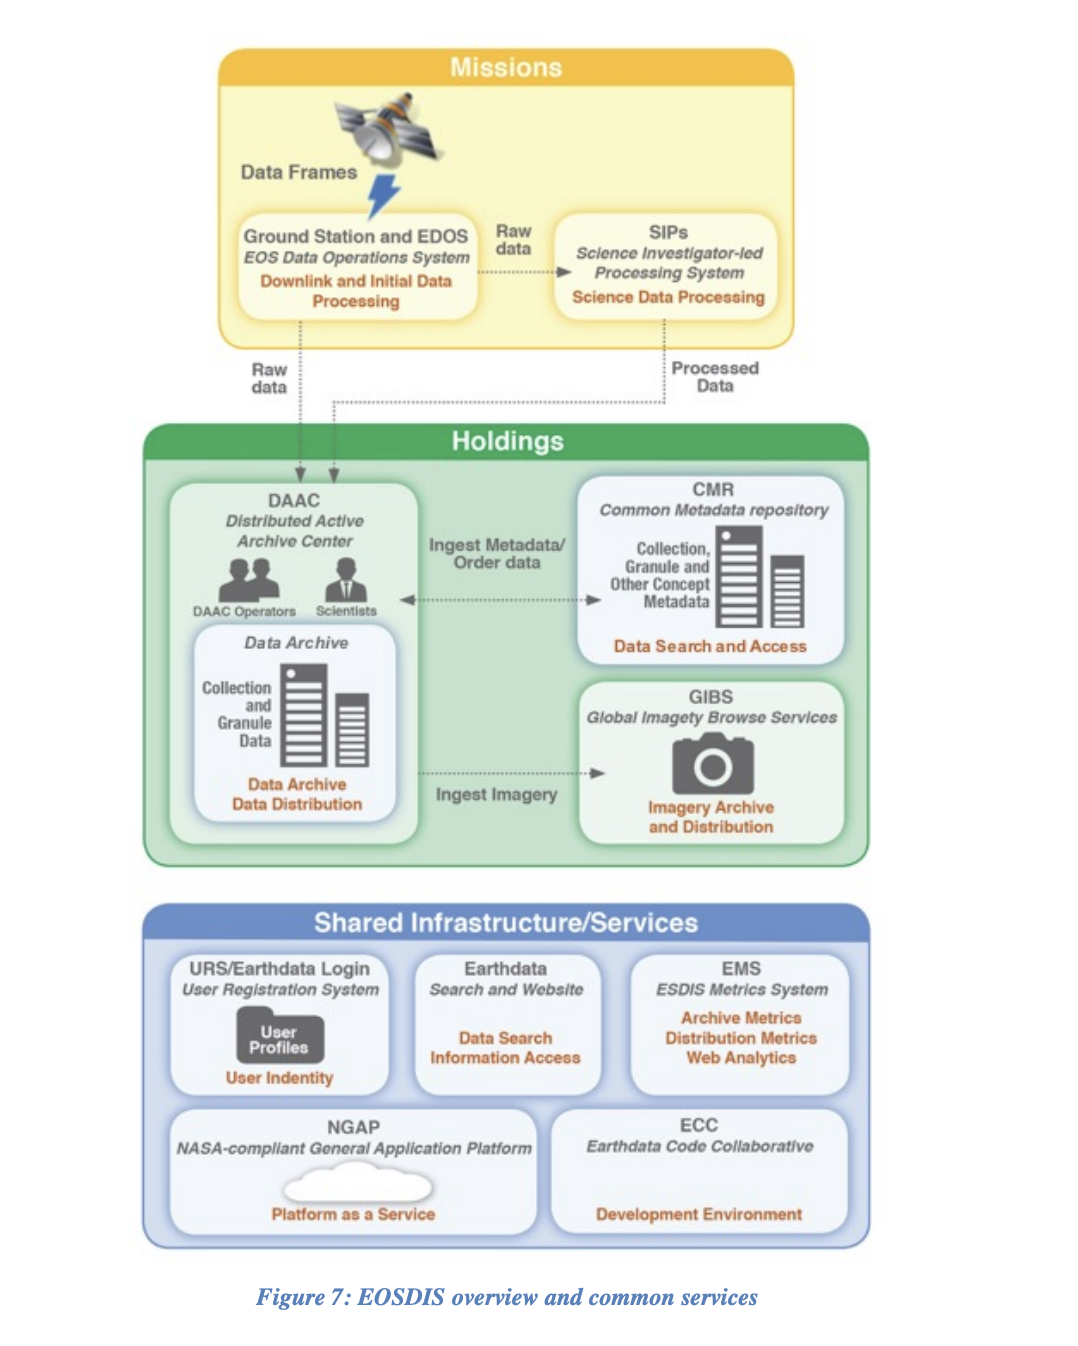 Missions
Data Frames
Ground Station and EDOS
EOS Data Operations System
Downlink and Initial Data
Processing
Raw
data
SIPs
Science Investigator-led
Processing System
Science Data Processing
Raw
data
Processed
Data
Holdings
DAAC
Distributed Active
Archive Center
DAAC Operators
Scientists
Data Archive
Collection
and
Granule
Data
Data Archive
Data Distribution
Ingest Metadata/
Order data
CMR
Common Metadata repository
Collection,
Granule and
Other Concept
Metadata
Data Search and Access
Ingest Imagery
GIBS
Global Imagety Browse Services
Imagery Archive
and Distribution
Shared Infrastructure/Services
URS/Earthdata Login
User Registration System
User
Profiles
User Indentity
Earthdata
Search and Website
Data Search
Information Access
EMS
ESDIS Metrics System
Archive Metrics
Distribution Metrics
Web Analytics
NGAP
NASA-compliant General Application Platform
Platform as a Service
ECC
Earthdata Code Collaborative
Development Environment
Figure 7: EOSDIS overview and common services